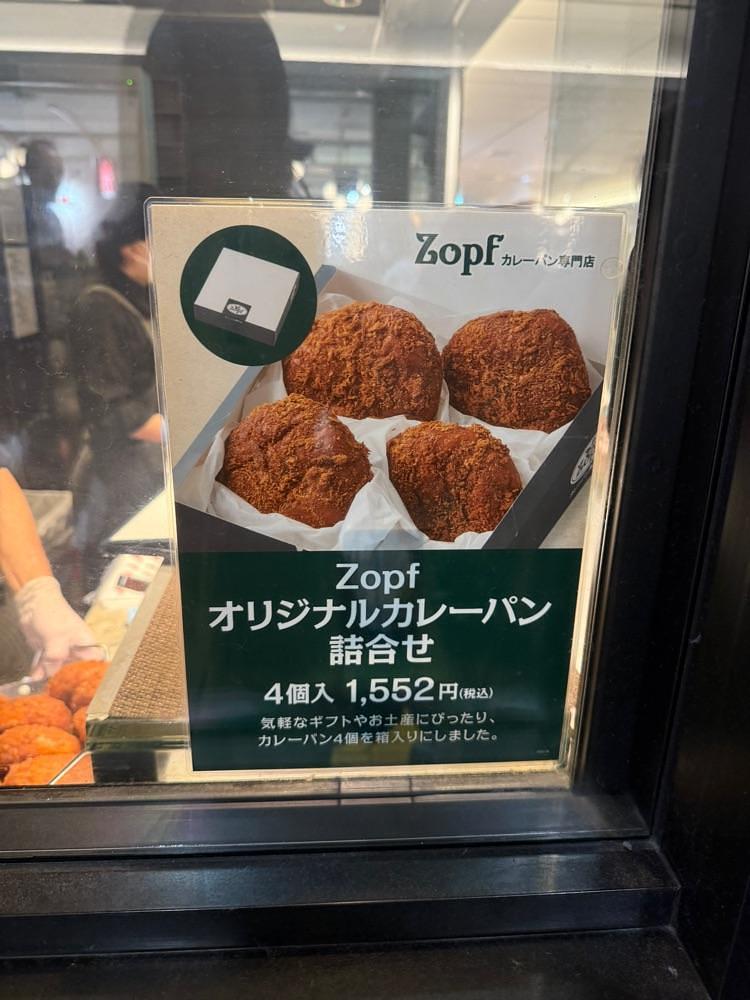 Zopf カレーパン専門店
Zopf
オリジナルカレーパン
詰合せ
4個入 1,552円(税込)
気軽なギフトやお土産にぴったり、
カレーパン4個を箱入りにしました。